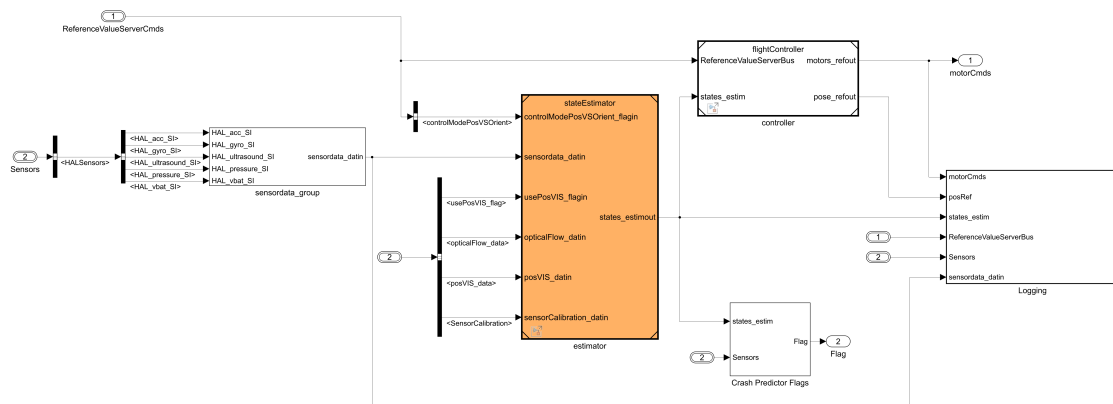 1
ReferenceValueServerCmds
flightController
ReferenceValueServerBus
motors_refout
states_estim
pose_refout
controller
1
motorCmds
stateEstimator
controlModePosVSOrient_flagin
<controlModePosVSOrient>
sensordata_datin
usePosVIS_flagin
<usePosVIS_flag>
states_estimout
opticalFlow_datin
<opticalFlow_data>
posVIS_datin
<posVIS_data>
sensorCalibration_datin
<SensorCalibration>
estimator
2
Sensors
<HALSensors>
HAL_acc_SI
<HAL_acc_SI>
HAL_gyro_SI
<HAL_gyro_SI>
HAL_ultrasound_SI
<HAL_ultrasound_SI>
HAL_pressure_SI
<HAL_pressure_SI>
HAL_vbat_SI
<HAL_vbat_SI>
sensordata_datin
sensordata_group
2
motorCmds
posRef
states_estim
1
ReferenceValueServerBus
2
Sensors
sensordata_datin
Logging
states_estim
2
Sensors
Flag
2
Flag
Crash Predictor Flags